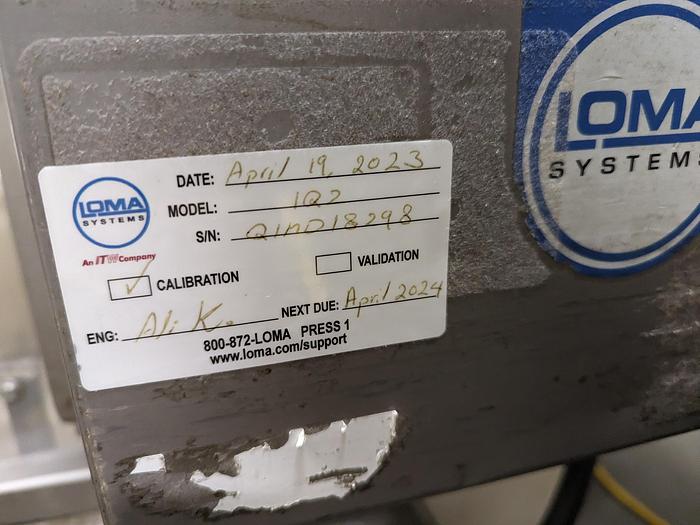 LOMA
SYSTEMS
LOMA
SYSTEMS
An ITW Company
DATE: April 19, 2023
MODEL: IQ2
S/N:
CALIBRATION
VALIDATION
ENG: Ali K.
NEXT DUE: April 2024
800-872-LOMA PRESS 1
www.loma.com/support